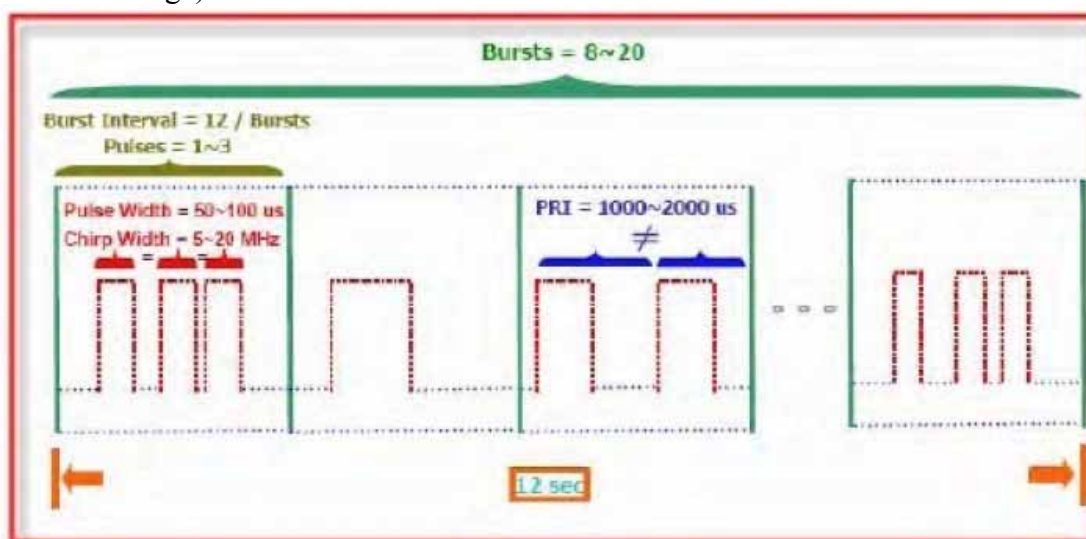 Bursts = 8~20
Burst Interval = 12 / Bursts
Pulses = 1~3
Pulse Width = 50~100 us
Chirp Width = 5~20 MHz
= =
PRI = 1000~2000 us
≠
12 sec